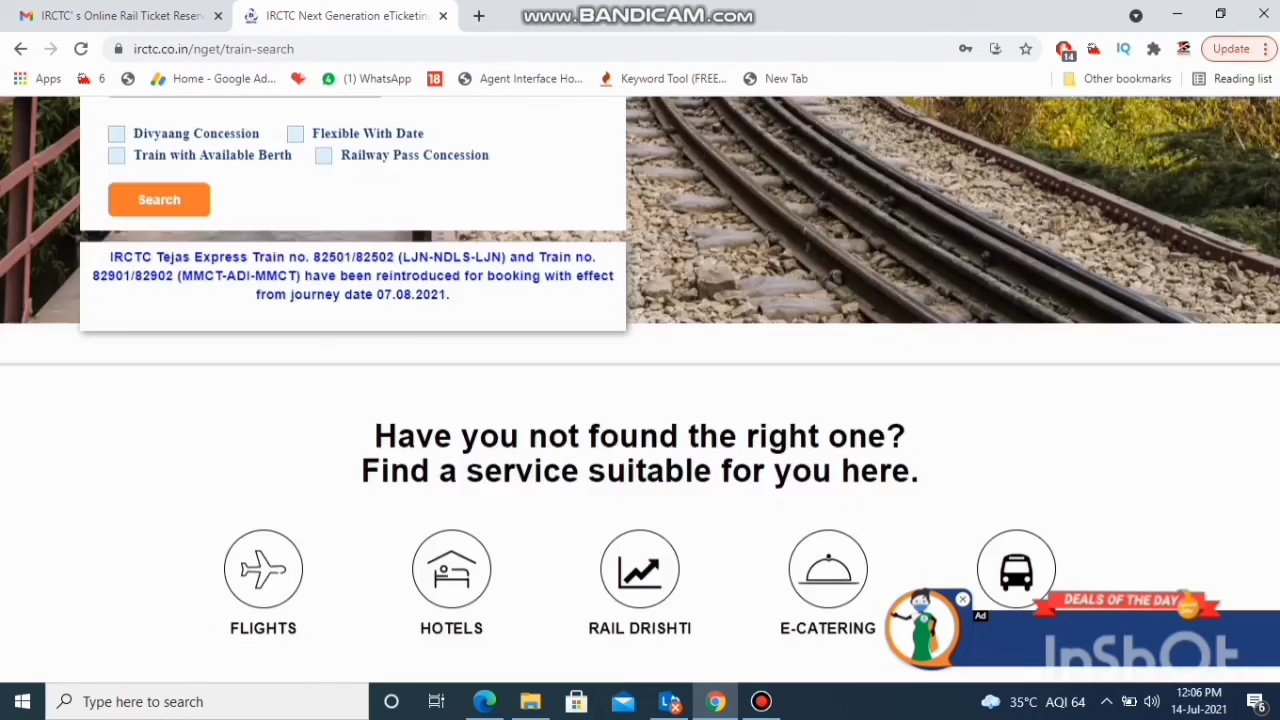 IRCTC ' s Online Rail Ticket Reser
IRCTC Next Generation eTicketing
www.BANDICAM.com
irctc.co.in/nget/train-search
14
Update
Apps
6
Home - Google Ad...
(1) WhatsApp
18
Agent Interface Ho...
Keyword Tool (FREE...
New Tab
Other bookmarks
Reading list
Divyaang Concession
Flexible With Date
Train with Available Berth
Railway Pass Concession
Search
IRCTC Tejas Express Train no. 82501/82502 (LJN-NDLS-LJN) and Train no.
82901/82902 (MMCT-ADI-MMCT) have been reintroduced for booking with effect
from journey date 07.08.2021.
Have you not found the right one?
Find a service suitable for you here.
FLIGHTS
HOTELS
RAIL DRISHTI
E-CATERING
Ad
DEALS OF THE DAY
InShOt
Type here to search
35°C AQI 64
12:06 PM
14-Jul-2021
6